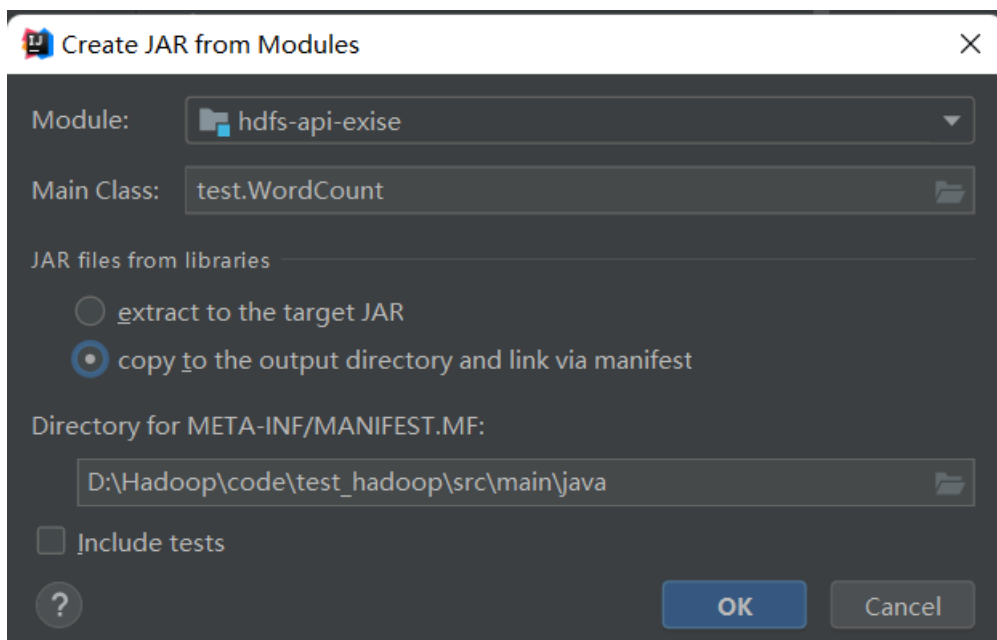 Create JAR from Modules
Module: hdfs-api-exise
Main Class: test.WordCount
JAR files from libraries
extract to the target JAR
copy to the output directory and link via manifest
Directory for META-INF/MANIFEST.MF:
D:\Hadoop\code\test_hadoop\src\main\java
Include tests
? OK Cancel